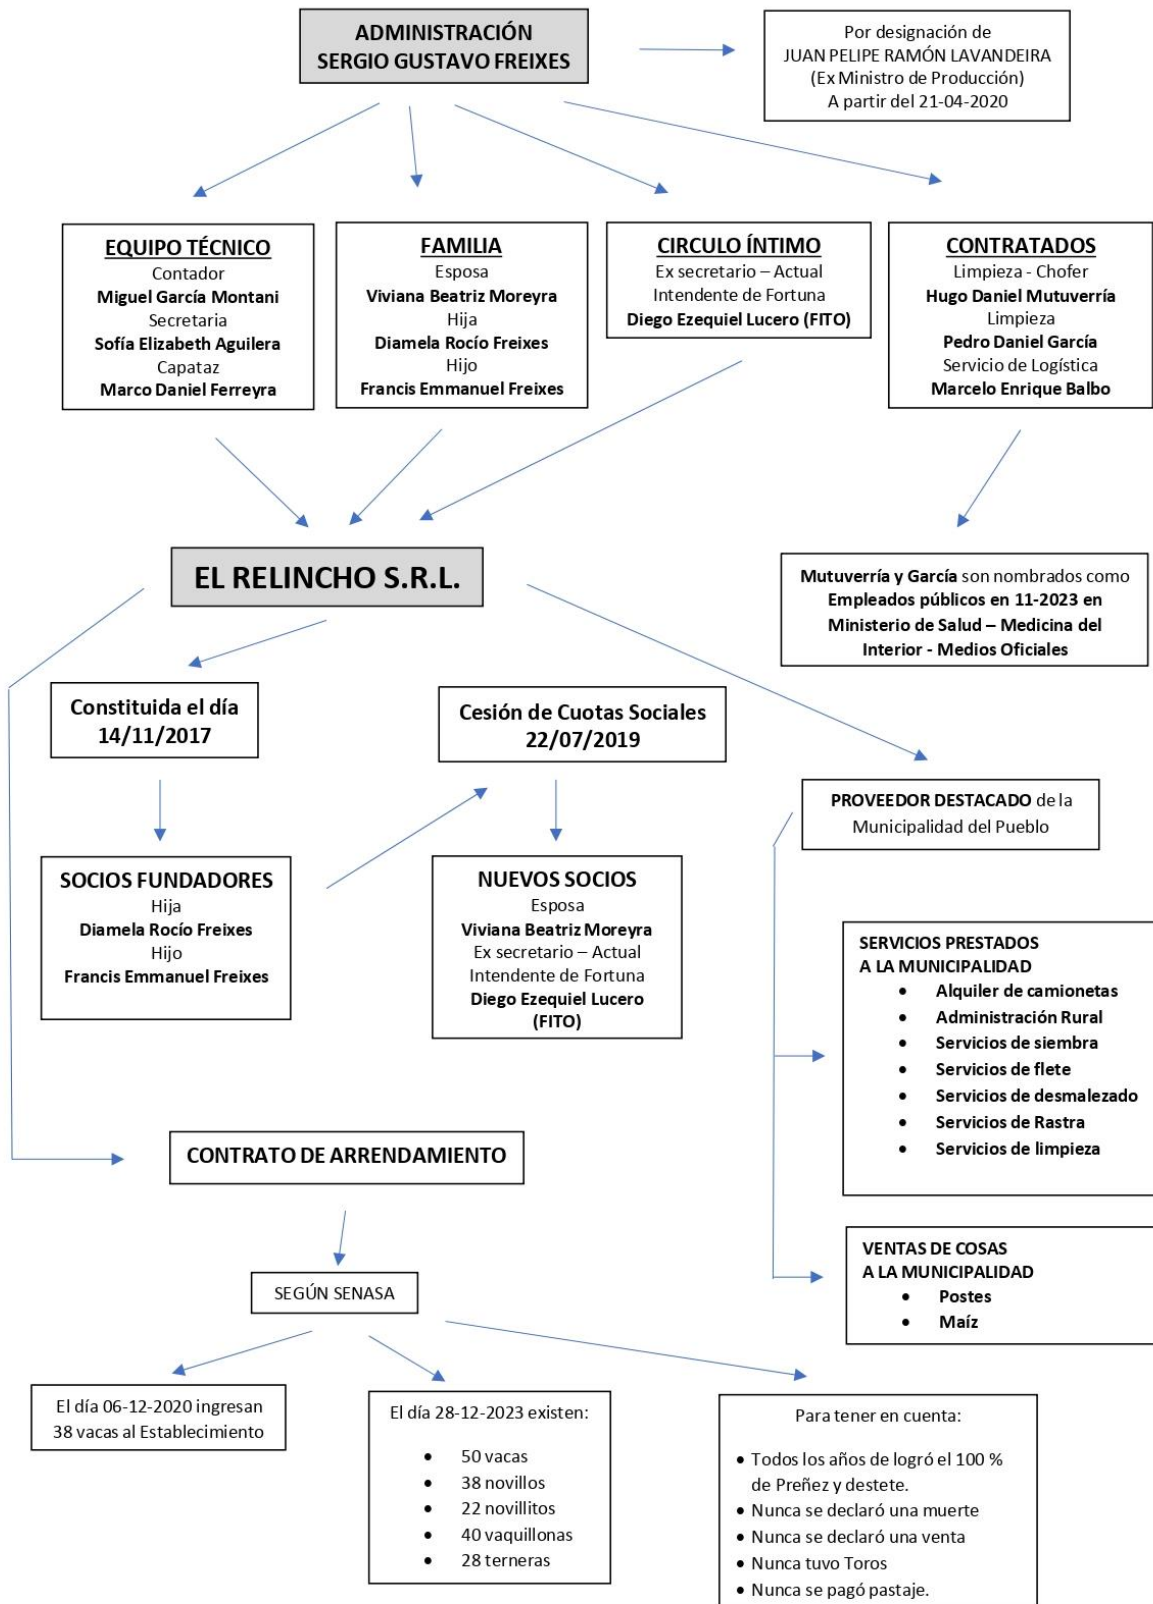 ADMINISTRACIÓN
SERGIO GUSTAVO FREIXES
Por designación de
JUAN PELIPE RAMÓN LAVANDEIRA
(Ex Ministro de Producción)
A partir del 21-04-2020
EQUIPO TÉCNICO
Contador
Miguel García Montani
Secretaria
Sofía Elizabeth Aguilera
Capataz
Marco Daniel Ferreyra
FAMILIA
Esposa
Viviana Beatriz Moreyra
Hija
Diamela Rocío Freixes
Hijo
Francis Emmanuel Freixes
CIRCULO ÍNTIMO
Ex secretario – Actual
Intendente de Fortuna
Diego Ezequiel Lucero (FITO)
CONTRATADOS
Limpieza - Chofer
Hugo Daniel Mutuverría
Limpieza
Pedro Daniel García
Servicio de Logística
Marcelo Enrique Balbo
EL RELINCHO S.R.L.
Mutuverría y García son nombrados como
Empleados públicos en 11-2023 en
Ministerio de Salud – Medicina del
Interior - Medios Oficiales
Constituida el día
14/11/2017
Cesión de Cuotas Sociales
22/07/2019
PROVEEDOR DESTACADO de la
Municipalidad del Pueblo
SOCIOS FUNDADORES
Hija
Diamela Rocío Freixes
Hijo
Francis Emmanuel Freixes
NUEVOS SOCIOS
Esposa
Viviana Beatriz Moreyra
Ex secretario – Actual
Intendente de Fortuna
Diego Ezequiel Lucero
(FITO)
SERVICIOS PRESTADOS
A LA MUNICIPALIDAD
• Alquiler de camionetas
• Administración Rural
• Servicios de siembra
• Servicios de flete
• Servicios de desmalezado
• Servicios de Rastra
• Servicios de limpieza
CONTRATO DE ARRENDAMIENTO
VENTAS DE COSAS
A LA MUNICIPALIDAD
• Postes
• Maíz
SEGÚN SENASA
El día 06-12-2020 ingresan
38 vacas al Establecimiento
El día 28-12-2023 existen:
• 50 vacas
• 38 novillos
• 22 novillitos
• 40 vaquillonas
• 28 terneras
Para tener en cuenta:
• Todos los años de logró el 100 %
de Preñez y destete.
• Nunca se declaró una muerte
• Nunca se declaró una venta
• Nunca tuvo Toros
• Nunca se pagó pastaje.